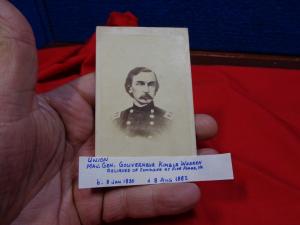 UNION
MAJ. GEN. GOUVERNEUR KIMBLE WARREN
RELIEVED OF COMMAND AT FIVE FORKS, VA
b. 8 JAN 1830 d 8 AUG 1882